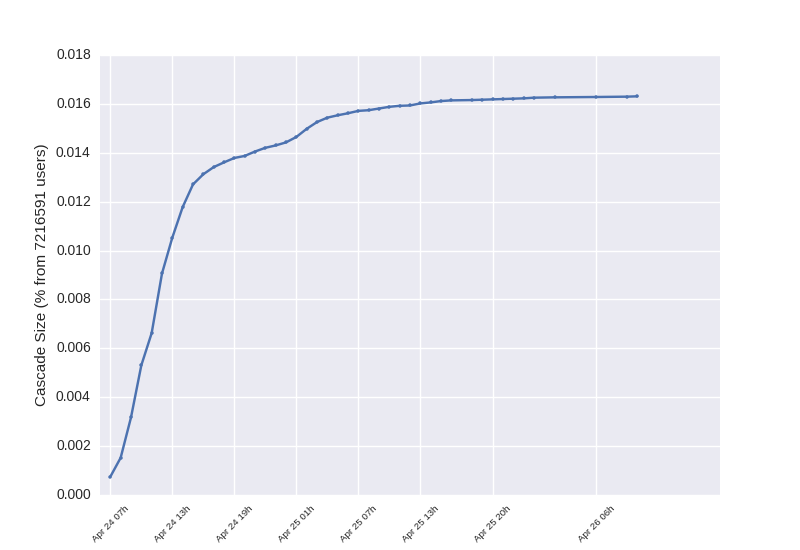 0.018
0.016
0.014
0.012
0.010
0.008
0.006
0.004
0.002
0.000
Cascade Size (% from 7216591 users)
Apr 24 07h
Apr 24 13h
Apr 24 19h
Apr 25 01h
Apr 25 07h
Apr 25 13h
Apr 25 20h
Apr 26 06h